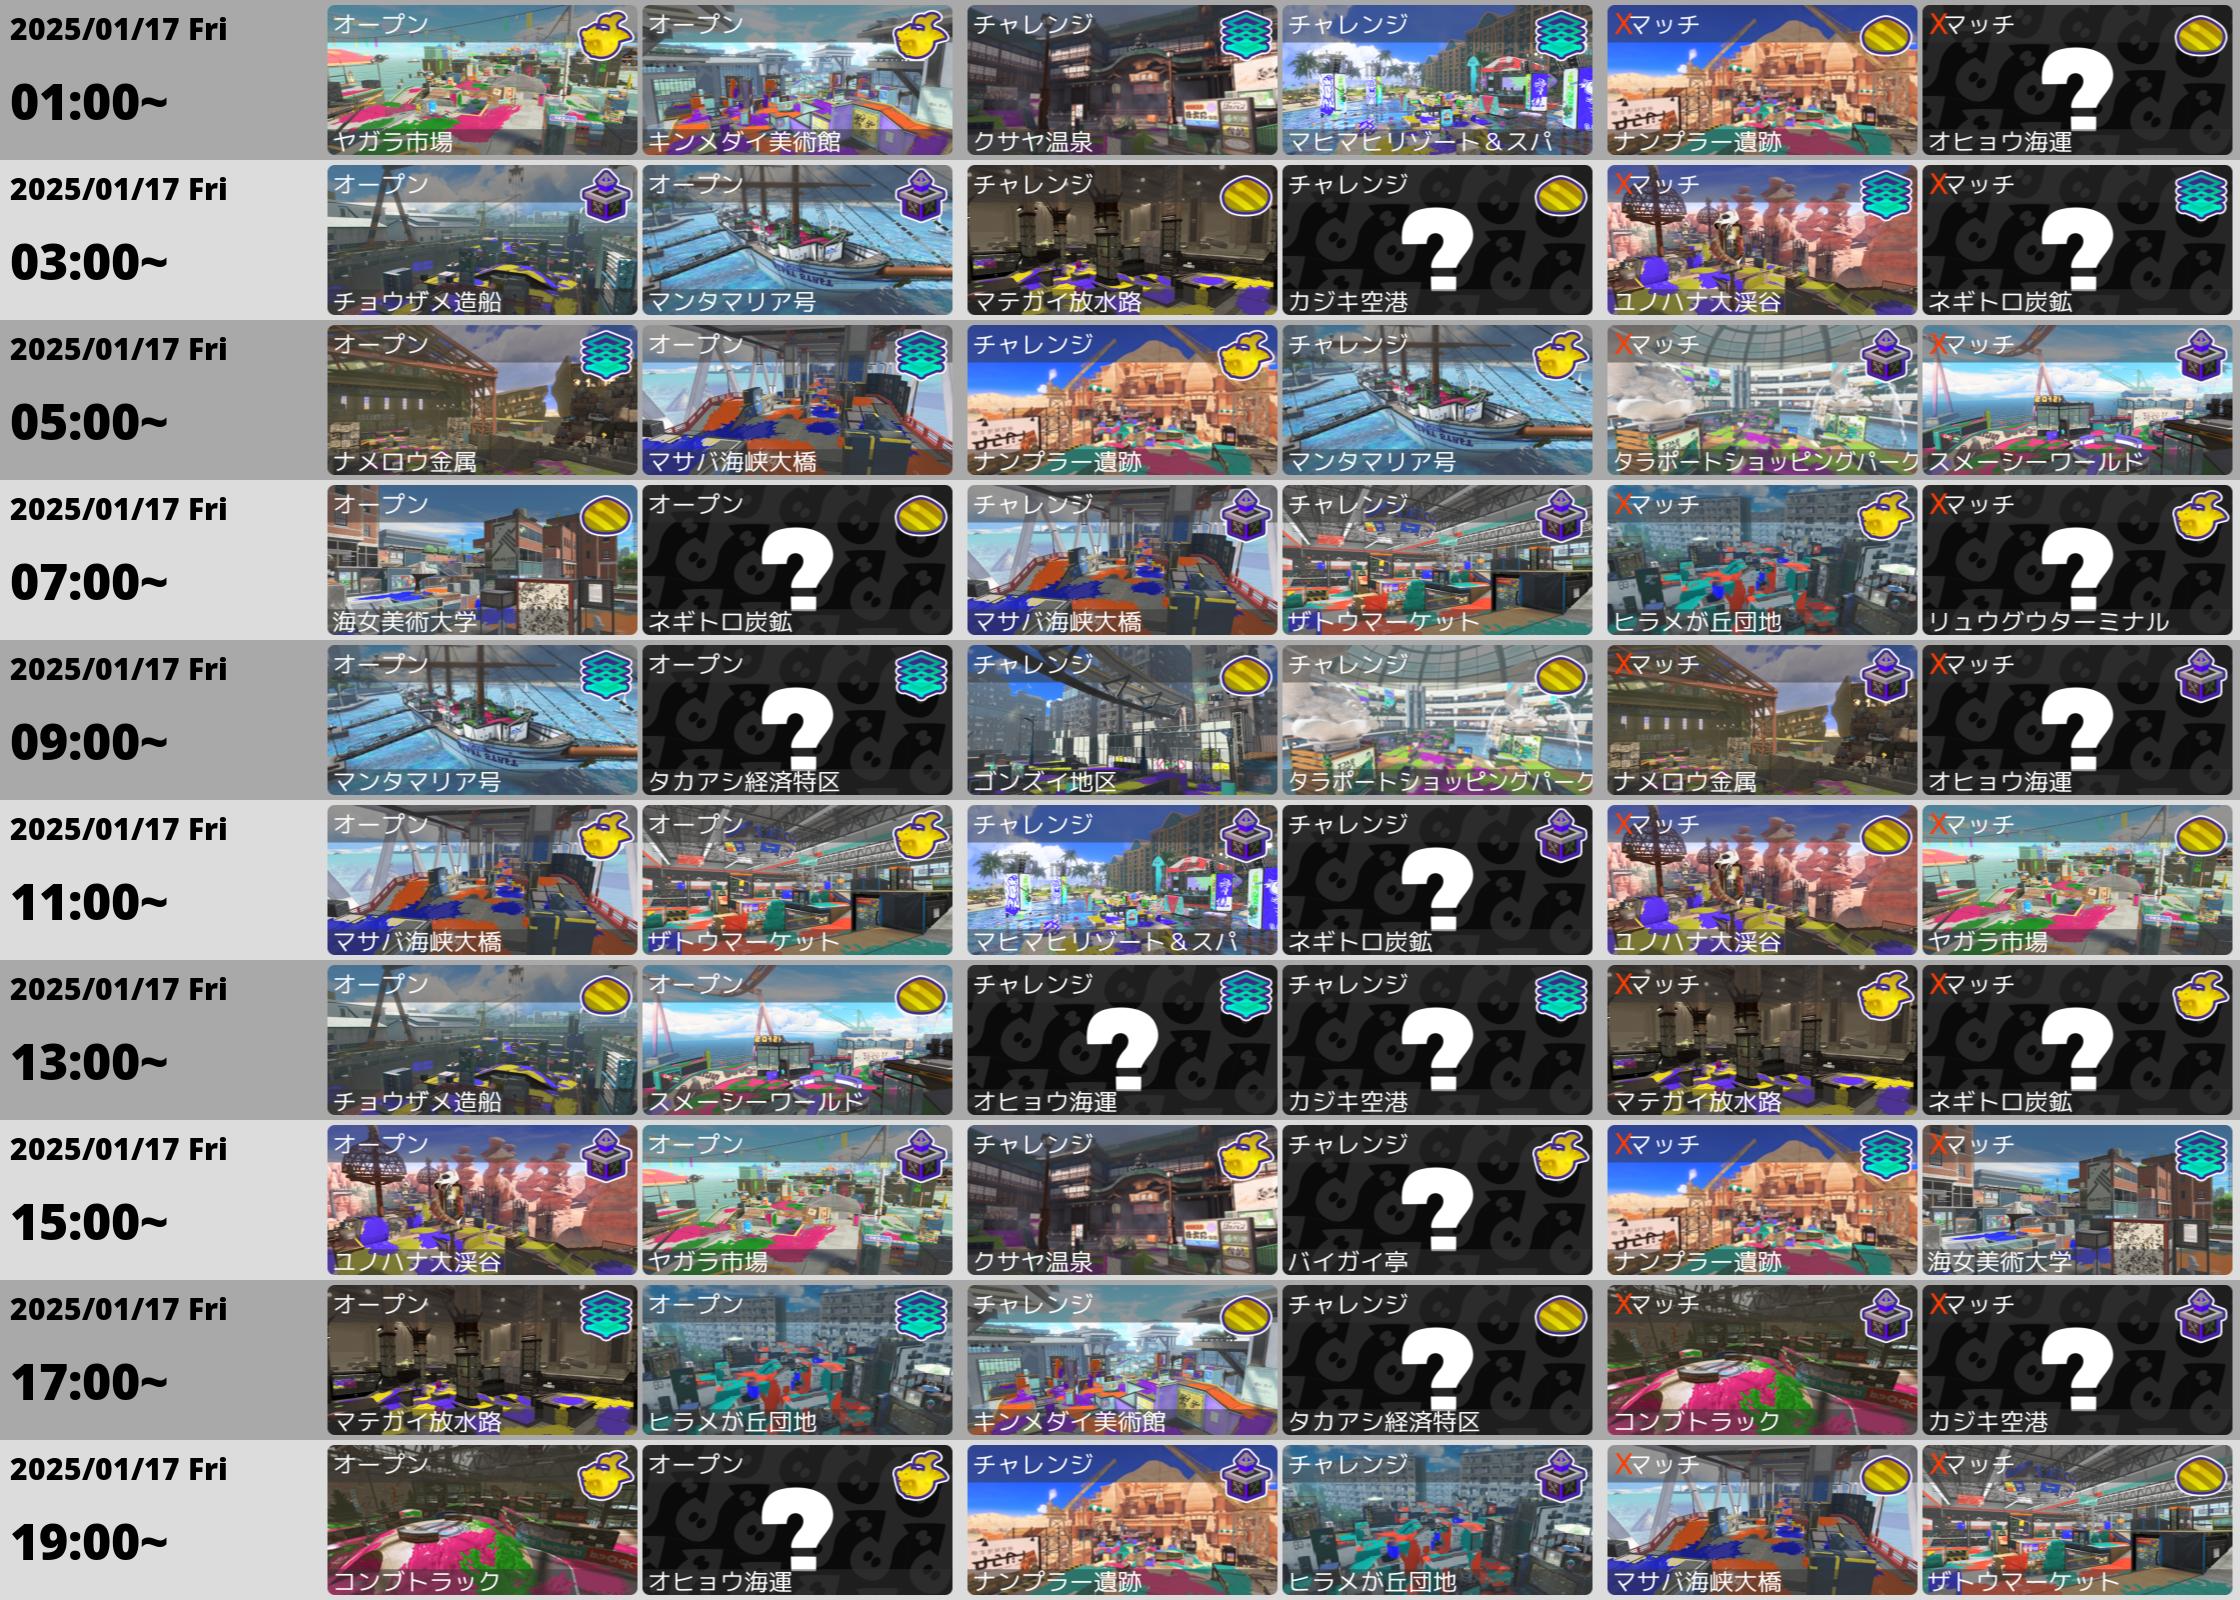 2025/01/17 Fri
01:00~
オープン
ヤガラ市場
オープン
キンメダイ美術館
チャレンジ
クサヤ温泉
チャレンジ
マヒマヒリゾート＆スパ
Xマッチ
ナンプラー遺跡
Xマッチ
?
オヒョウ海運
2025/01/17 Fri
03:00~
オープン
チョウザメ造船
オープン
マンタマリア号
チャレンジ
マテガイ放水路
チャレンジ
?
カジキ空港
Xマッチ
ユノハナ大渓谷
Xマッチ
?
ネギトロ炭鉱
2025/01/17 Fri
05:00~
オープン
ナメロウ金属
オープン
マサバ海峡大橋
チャレンジ
ナンプラー遺跡
チャレンジ
マンタマリア号
Xマッチ
タラポートショッピングパーク
Xマッチ
スメーシーワールド
2025/01/17 Fri
07:00~
オープン
海女美術大学
オープン
?
ネギトロ炭鉱
チャレンジ
マサバ海峡大橋
チャレンジ
ザトウマーケット
Xマッチ
ヒラメが丘団地
Xマッチ
?
リュウグウターミナル
2025/01/17 Fri
09:00~
オープン
マンタマリア号
オープン
?
タカアシ経済特区
チャレンジ
ゴンズイ地区
チャレンジ
タラポートショッピングパーク
Xマッチ
ナメロウ金属
Xマッチ
?
オヒョウ海運
2025/01/17 Fri
11:00~
オープン
マサバ海峡大橋
オープン
ザトウマーケット
チャレンジ
マヒマヒリゾート＆スパ
チャレンジ
?
ネギトロ炭鉱
Xマッチ
ユノハナ大渓谷
Xマッチ
ヤガラ市場
2025/01/17 Fri
13:00~
オープン
チョウザメ造船
オープン
スメーシーワールド
チャレンジ
?
オヒョウ海運
チャレンジ
?
カジキ空港
Xマッチ
マテガイ放水路
Xマッチ
?
ネギトロ炭鉱
2025/01/17 Fri
15:00~
オープン
ユノハナ大渓谷
オープン
ヤガラ市場
チャレンジ
クサヤ温泉
チャレンジ
?
バイガイ亭
Xマッチ
ナンプラー遺跡
Xマッチ
海女美術大学
2025/01/17 Fri
17:00~
オープン
マテガイ放水路
オープン
ヒラメが丘団地
チャレンジ
キンメダイ美術館
チャレンジ
?
タカアシ経済特区
Xマッチ
コンブトラック
Xマッチ
?
カジキ空港
2025/01/17 Fri
19:00~
オープン
コンブトラック
オープン
?
オヒョウ海運
チャレンジ
ナンプラー遺跡
チャレンジ
ヒラメが丘団地
Xマッチ
マサバ海峡大橋
Xマッチ
ザトウマーケット